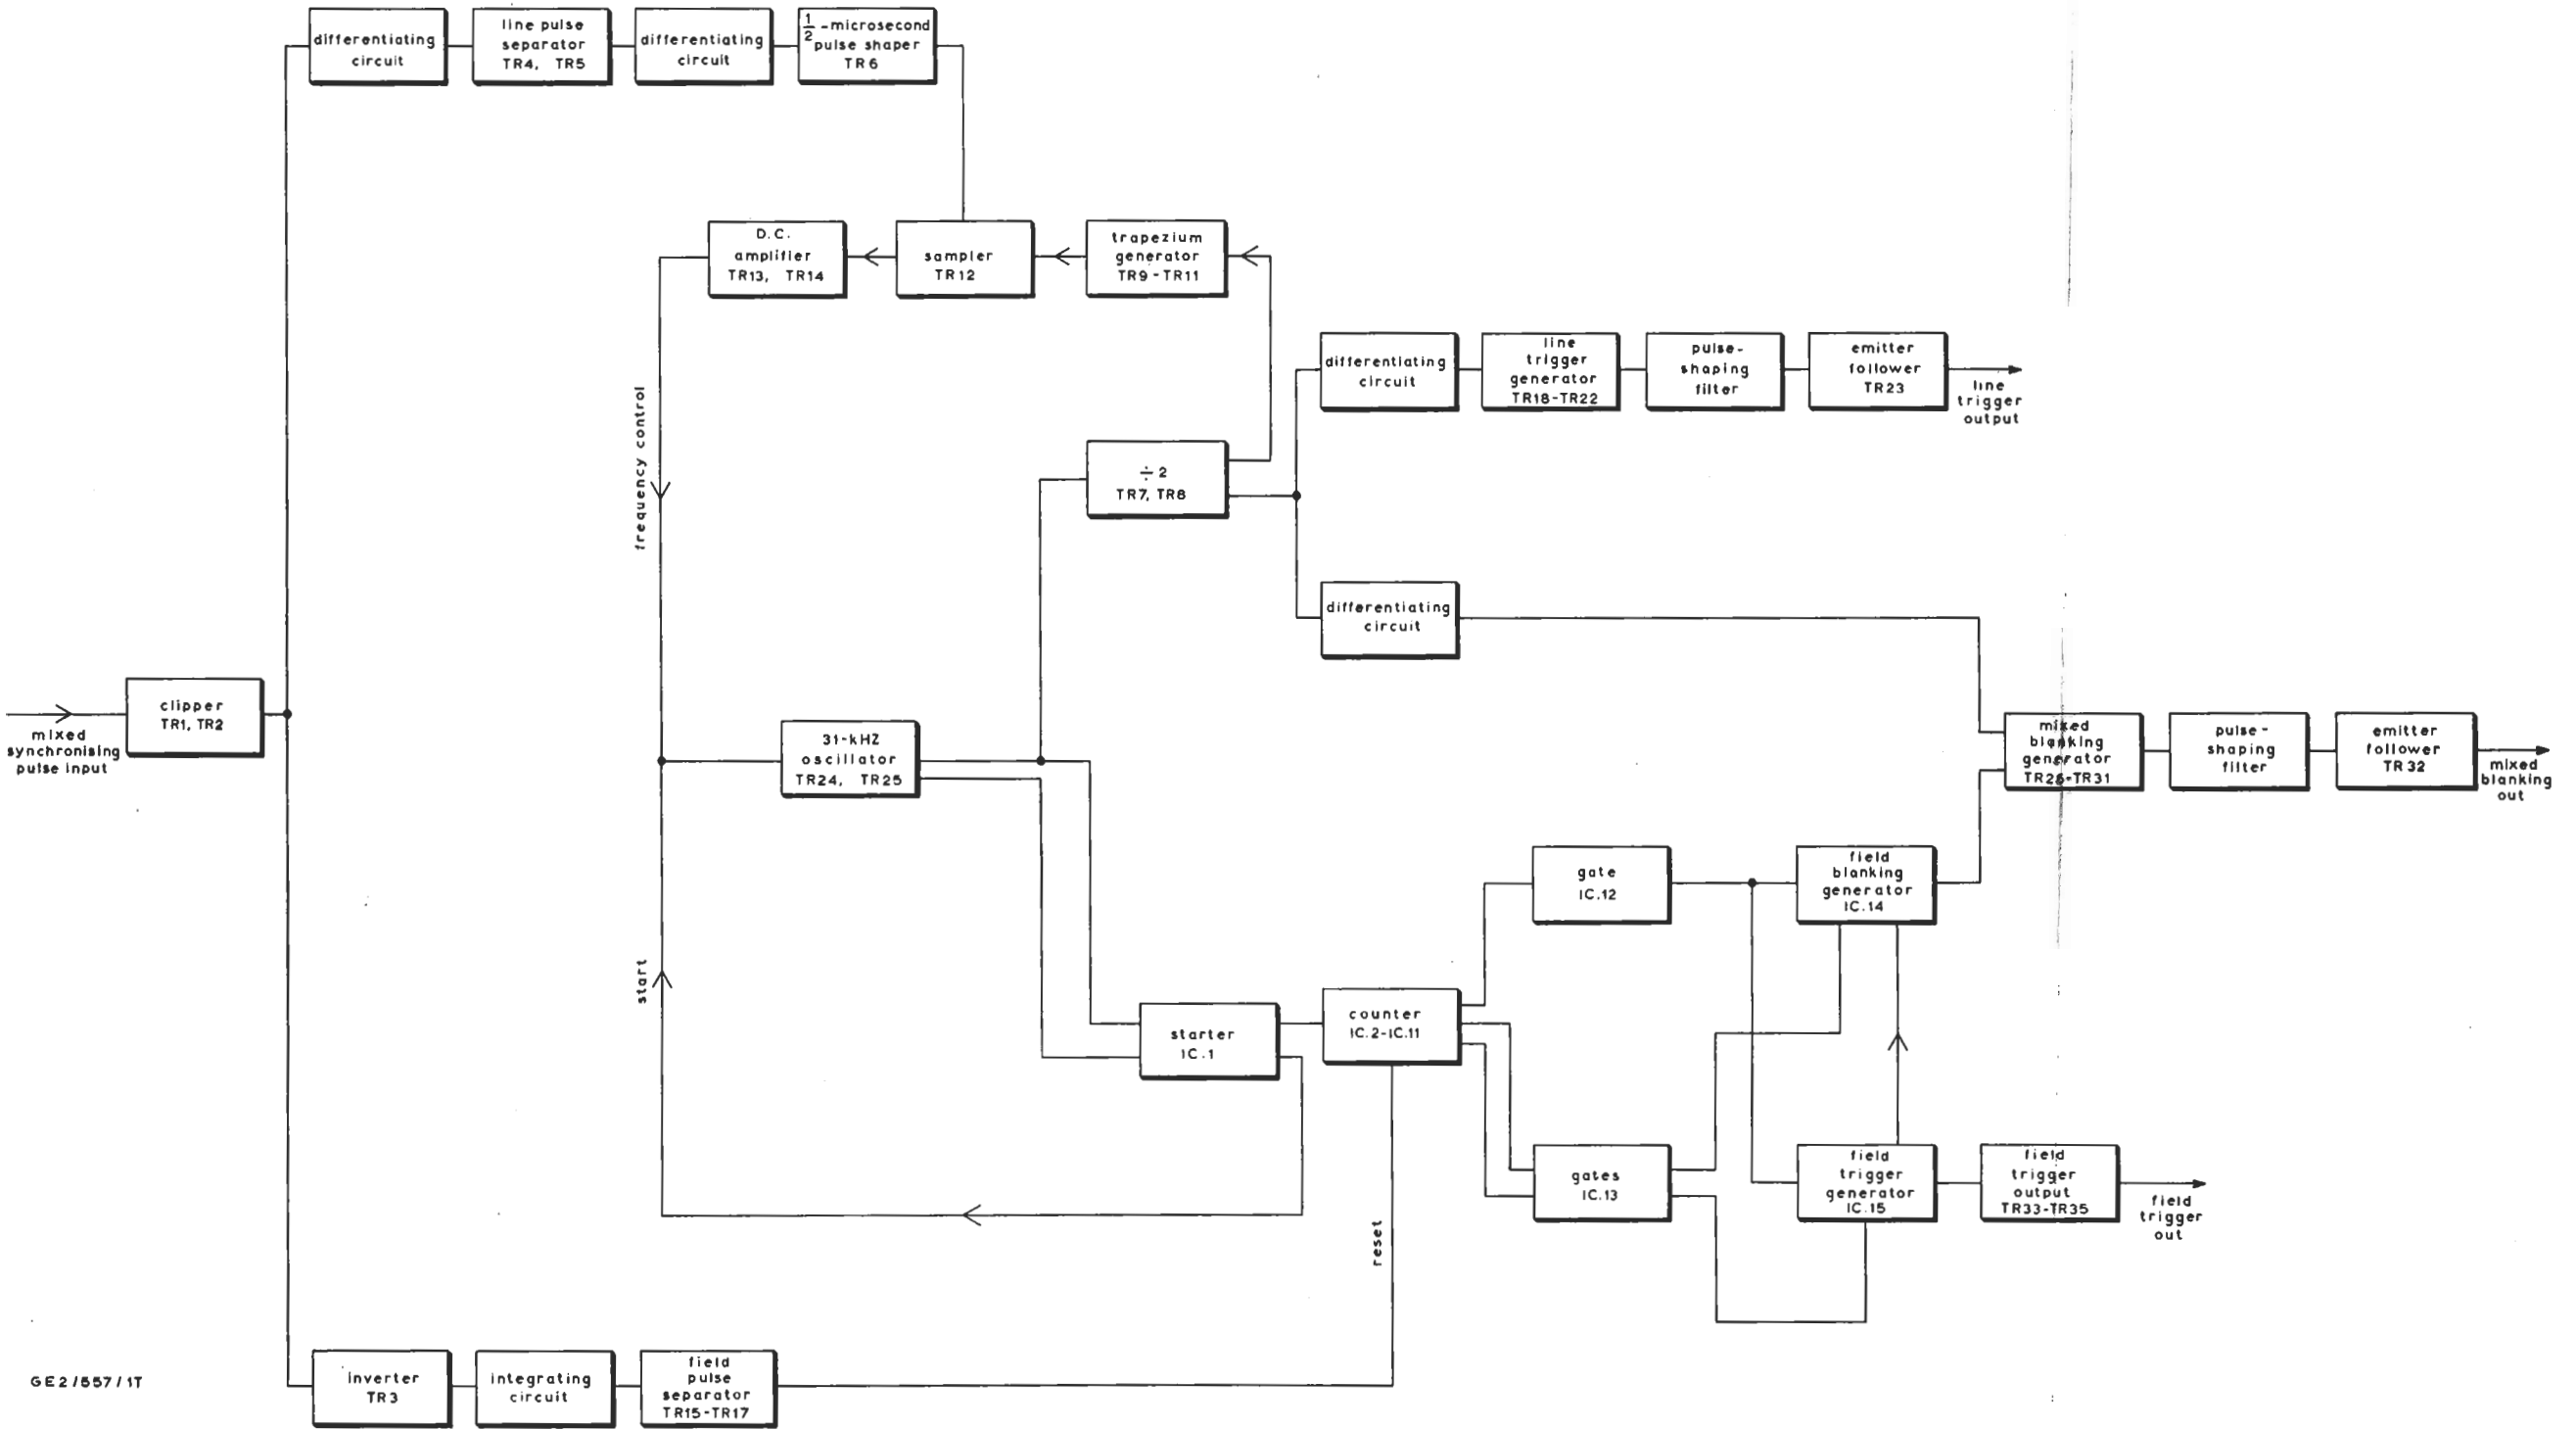 differentiating
circuit
line pulse
separator
TR4, TR5
differentiating
circuit
1/2 -microsecond
pulse shaper
TR6
D.C.
amplifier
TR13, TR14
sampler
TR12
trapezium
generator
TR9-TR11
differentiating
circuit
line
trigger
generator
TR18-TR22
pulse-
shaping
filter
emitter
follower
TR23
line
trigger
output
frequency control
÷2
TR7, TR8
differentiating
circuit
clipper
TR1, TR2
mixed
synchronising
pulse input
31-kHZ
oscillator
TR24, TR25
mixed
blanking
generator
TR26-TR31
pulse-
shaping
filter
emitter
follower
TR32
mixed
blanking
out
gate
IC.12
field
blanking
generator
IC.14
start
starter
IC.1
counter
IC.2-IC.11
gates
IC.13
field
trigger
generator
IC.15
field
trigger
output
TR33-TR35
field
trigger
out
reset
inverter
TR3
integrating
circuit
field
pulse
separator
TR15-TR17
GE2/557/1T